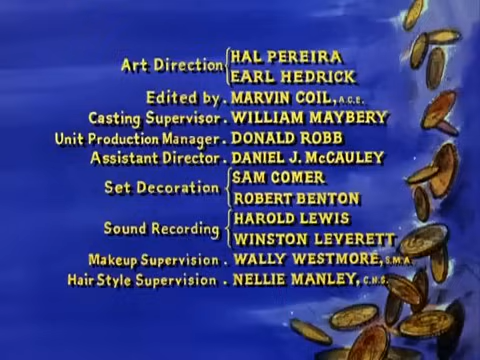 Art Direction { HAL PEREIRA
EARL HEDRICK
Edited by . MARVIN COIL, A.C.E.
Casting Supervisor . WILLIAM MAYBERY
Unit Production Manager . DONALD ROBB
Assistant Director . DANIEL J. McCAULEY
Set Decoration { SAM COMER
ROBERT BENTON
Sound Recording { HAROLD LEWIS
WINSTON LEVERETT
Makeup Supervision . WALLY WESTMORE, S.M.A.
Hair Style Supervision . NELLIE MANLEY, C.H.S.